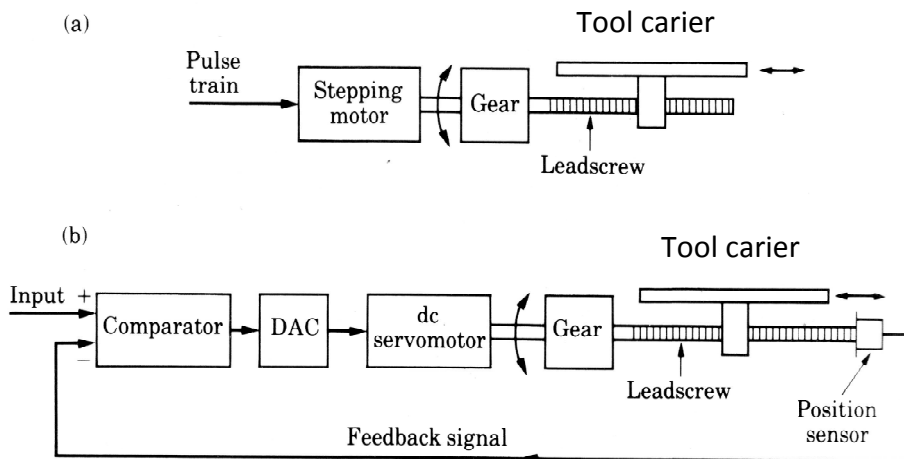 (a)
Tool carier
Pulse
train
Stepping
motor
Gear
Leadscrew
(b)
Tool carier
Input +
−
Comparator
DAC
dc
servomotor
Gear
Leadscrew
Position
sensor
Feedback signal